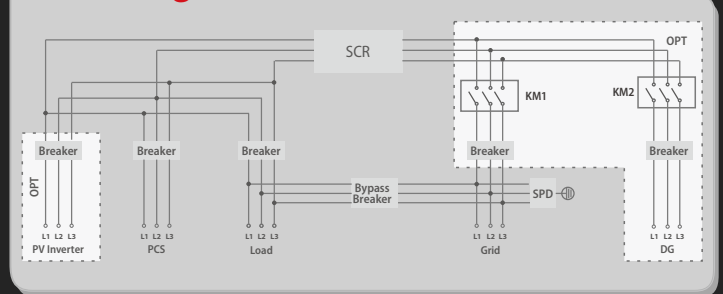 SCR
OPT
KM1
KM2
Breaker
Breaker
Breaker
Breaker
Breaker
OPT
Bypass
Breaker
SPD
L1 L2 L3
L1 L2 L3
L1 L2 L3
L1 L2 L3
L1 L2 L3
PV Inverter
PCS
Load
Grid
DG